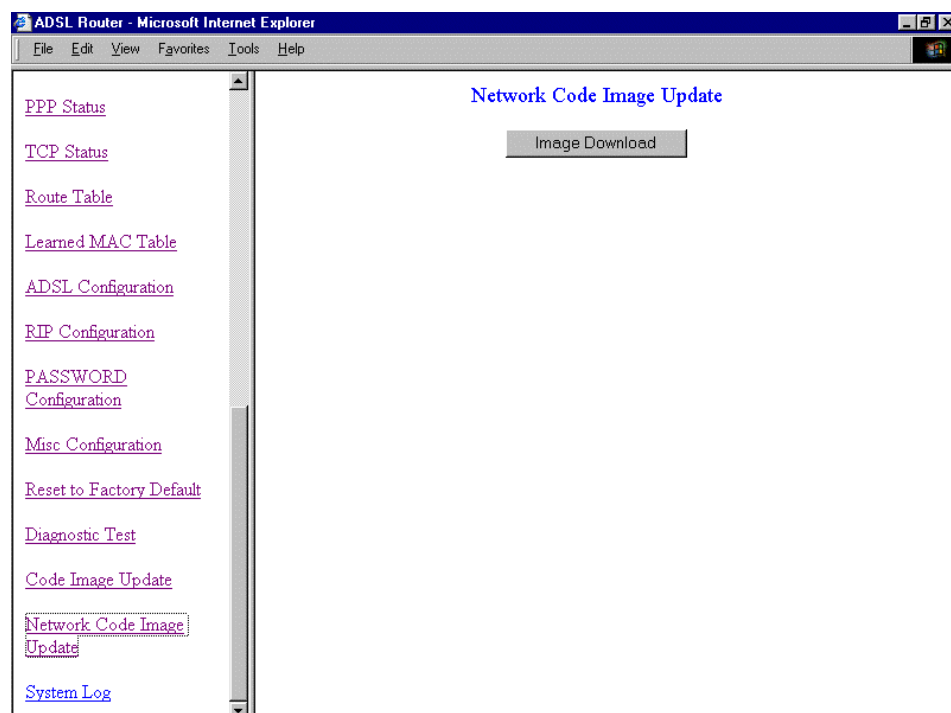 ADSL Router - Microsoft Internet Explorer
File Edit View Favorites Tools Help
PPP Status
TCP Status
Route Table
Learned MAC Table
ADSL Configuration
RIP Configuration
PASSWORD
Configuration
Misc Configuration
Reset to Factory Default
Diagnostic Test
Code Image Update
Network Code Image
Update
System Log
Network Code Image Update
Image Download